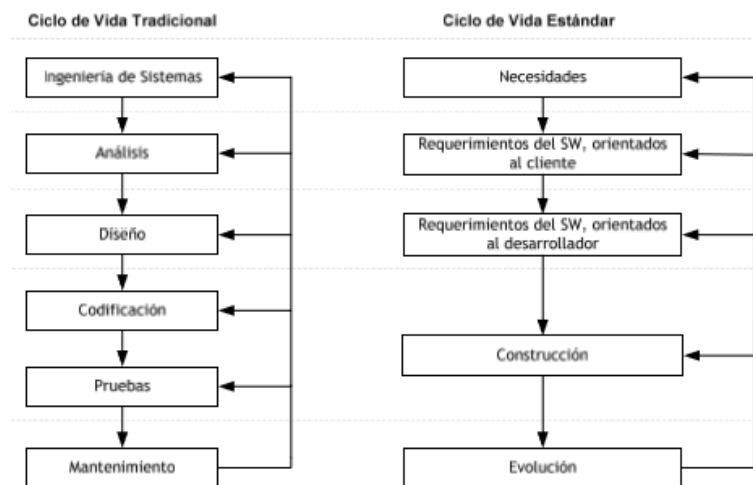 Ciclo de Vida Tradicional
Ciclo de Vida Estándar
Ingeniería de Sistemas
Necesidades
Análisis
Requerimientos del SW, orientados
al cliente
Diseño
Requerimientos del SW, orientados
al desarrollador
Codificación
Construcción
Pruebas
Mantenimiento
Evolución